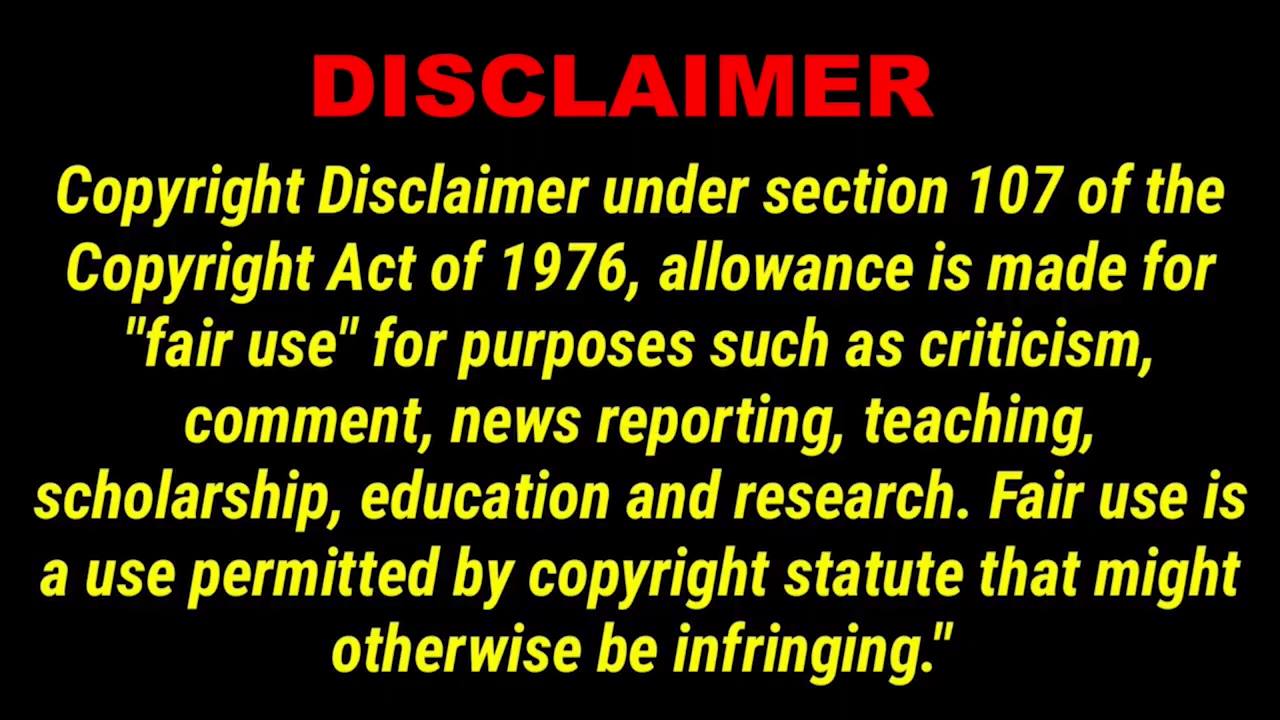 DISCLAIMER
Copyright Disclaimer under section 107 of the
Copyright Act of 1976, allowance is made for
"fair use" for purposes such as criticism,
comment, news reporting, teaching,
scholarship, education and research. Fair use is
a use permitted by copyright statute that might
otherwise be infringing."